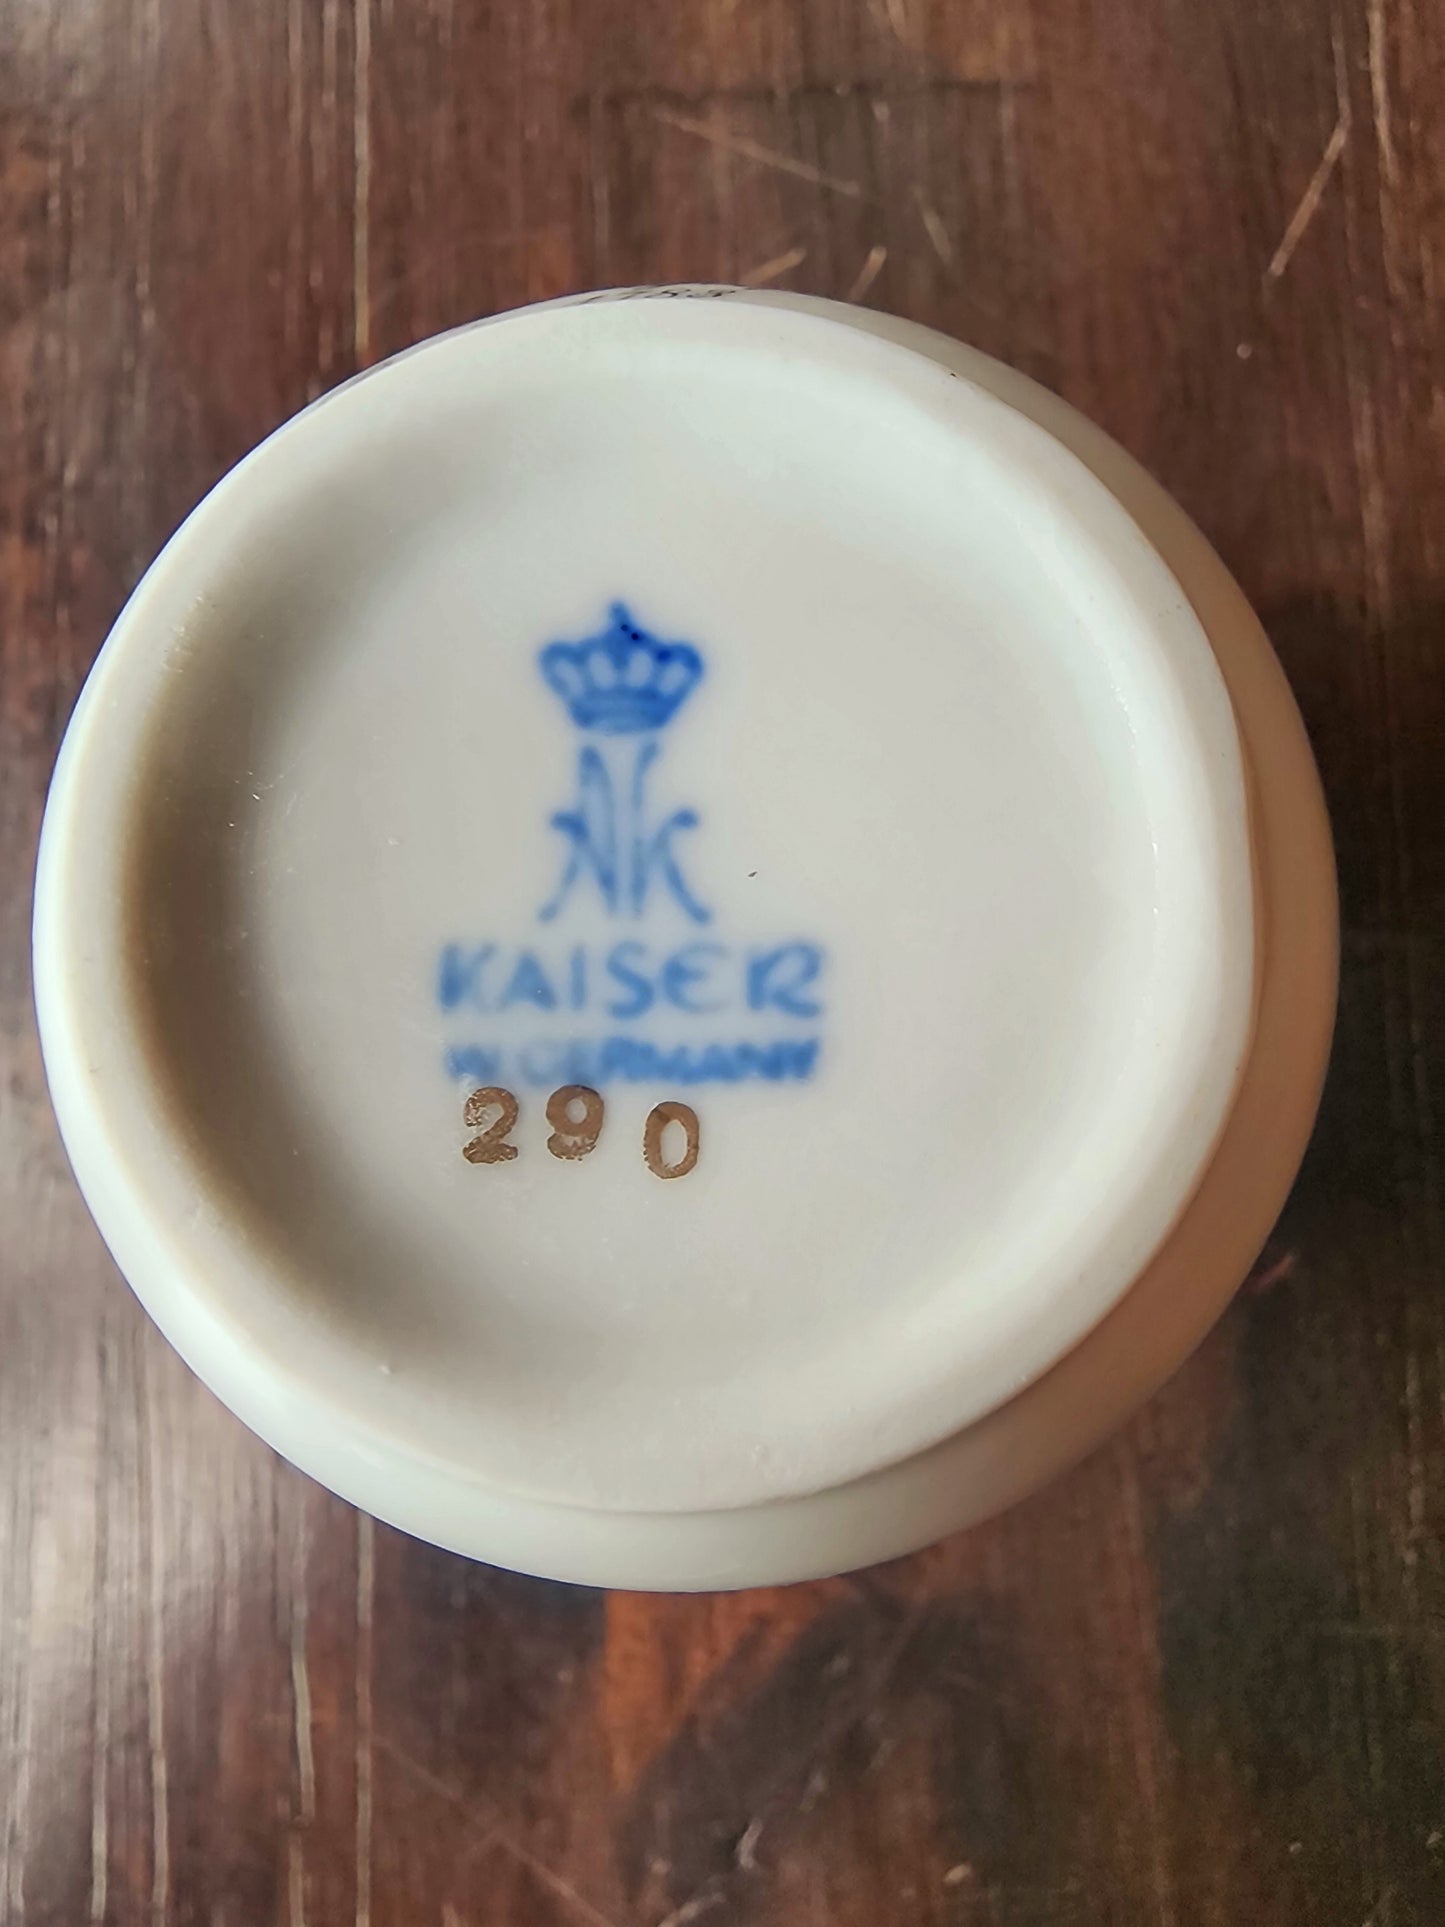 AK
KAISER
W. GERMANY
290